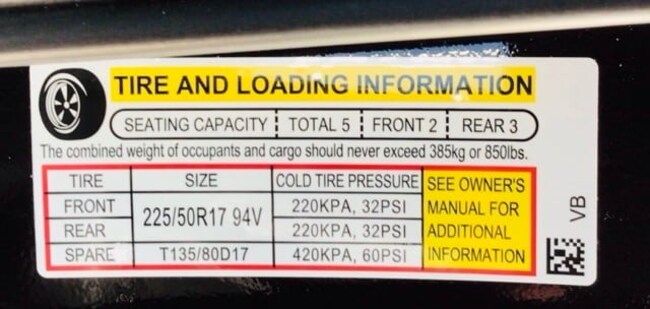 TIRE AND LOADING INFORMATION
SEATING CAPACITY TOTAL 5 FRONT 2 REAR 3
The combined weight of occupants and cargo should never exceed 385kg or 850lbs.
TIRE SIZE COLD TIRE PRESSURE
FRONT 225/50R17 94V 220KPA, 32PSI
REAR 220KPA, 32PSI
SPARE T135/80D17 420KPA, 60PSI
SEE OWNER'S
MANUAL FOR
ADDITIONAL
INFORMATION
VB